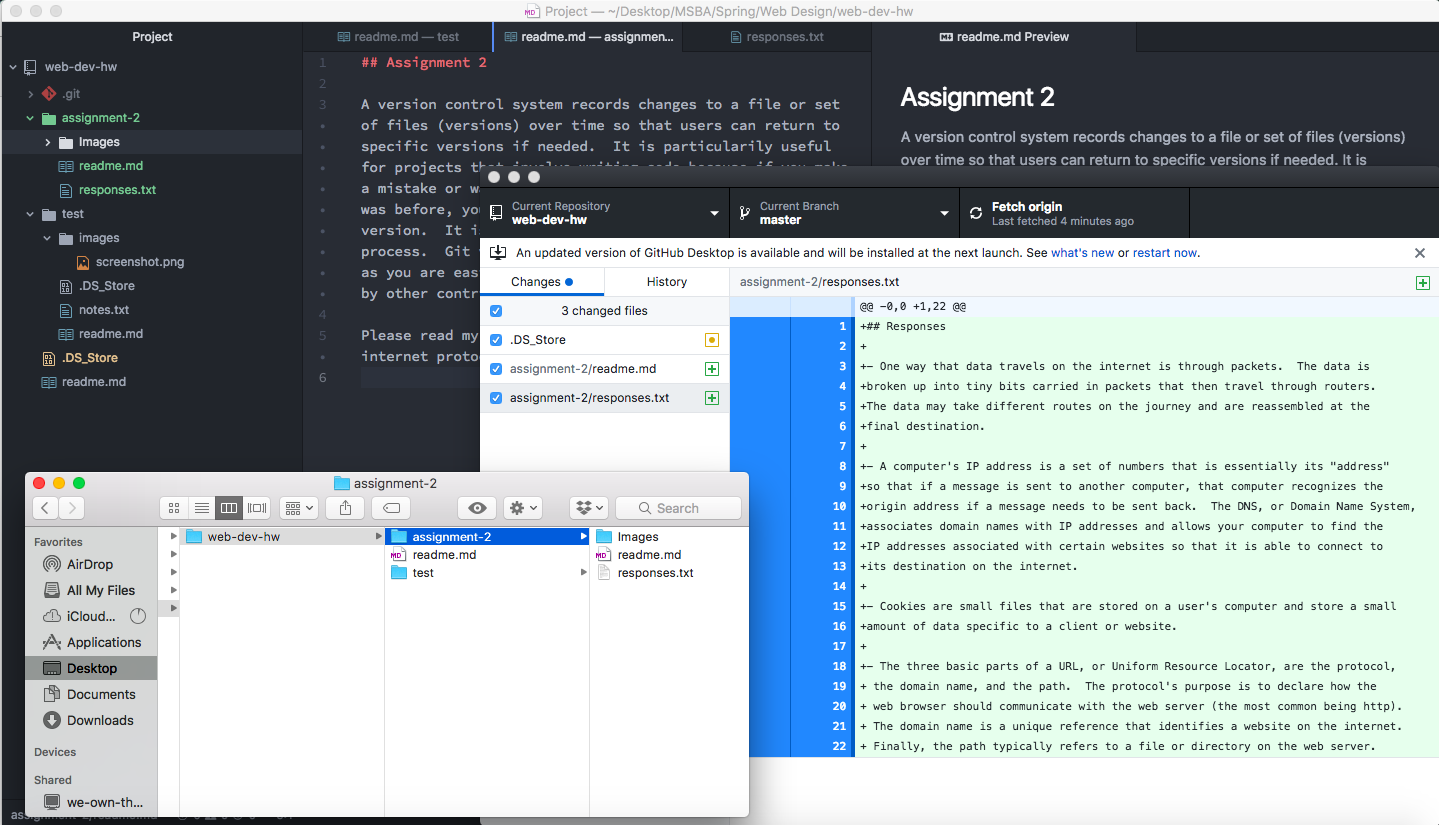 Project — ~/Desktop/MSBA/Spring/Web Design/web-dev-hw
Project
web-dev-hw
.git
assignment-2
Images
readme.md
responses.txt
test
images
screenshot.png
.DS_Store
notes.txt
readme.md
.DS_Store
readme.md
readme.md — test
readme.md — assignmen...
responses.txt
readme.md Preview
1 ## Assignment 2
2
3 A version control system records changes to a file or set
of files (versions) over time so that users can return to
specific versions if needed.  It is particularily useful
for projects that involve writing code because if you make
a mistake or w
was before, yo
version.  It i
process.  Git
as you are eas
by other contr
4
5 Please read my
internet proto
6
Assignment 2
A version control system records changes to a file or set of files (versions)
over time so that users can return to specific versions if needed. It is
Current Repository
web-dev-hw
Current Branch
master
Fetch origin
Last fetched 4 minutes ago
An updated version of GitHub Desktop is available and will be installed at the next launch. See what's new or restart now.
Changes
History
assignment-2/responses.txt
3 changed files
.DS_Store
assignment-2/readme.md
assignment-2/responses.txt
@@ -0,0 +1,22 @@
1 +## Responses
2 +
3 +- One way that data travels on the internet is through packets.  The data is
4 +broken up into tiny bits carried in packets that then travel through routers.
5 +The data may take different routes on the journey and are reassembled at the
6 +final destination.
7 +
8 +- A computer's IP address is a set of numbers that is essentially its "address"
9 +so that if a message is sent to another computer, that computer recognizes the
10 +origin address if a message needs to be sent back.  The DNS, or Domain Name System,
11 +associates domain names with IP addresses and allows your computer to find the
12 +IP addresses associated with certain websites so that it is able to connect to
13 +its destination on the internet.
14 +
15 +- Cookies are small files that are stored on a user's computer and store a small
16 +amount of data specific to a client or website.
17 +
18 +- The three basic parts of a URL, or Uniform Resource Locator, are the protocol,
19 + the domain name, and the path.  The protocol's purpose is to declare how the
20 + web browser should communicate with the web server (the most common being http).
21 + The domain name is a unique reference that identifies a website on the internet.
22 + Finally, the path typically refers to a file or directory on the web server.
assignment-2
Search
Favorites
AirDrop
All My Files
iCloud...
Applications
Desktop
Documents
Downloads
Devices
Shared
we-own-th...
web-dev-hw
assignment-2
readme.md
test
Images
readme.md
responses.txt